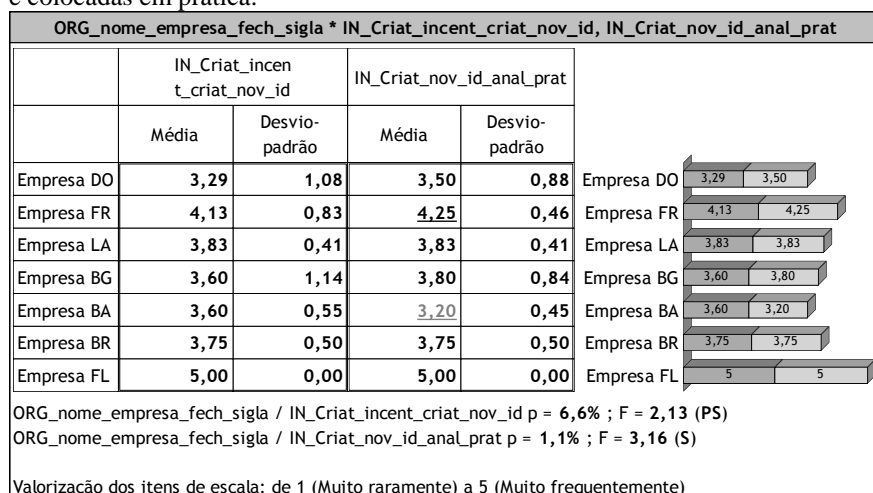 e colocadas em prática.
ORG_nome_empresa_fech_sigla * IN_Criat_incent_criat_nov_id, IN_Criat_nov_id_anal_prat
IN_Criat_incen
t_criat_nov_id
IN_Criat_nov_id_anal_prat
Média Desvio-
padrão Média Desvio-
padrão
Empresa DO 3,29 1,08 3,50 0,88 Empresa DO 3,29 3,50
Empresa FR 4,13 0,83 4,25 0,46 Empresa FR 4,13 4,25
Empresa LA 3,83 0,41 3,83 0,41 Empresa LA 3,83 3,83
Empresa BG 3,60 1,14 3,80 0,84 Empresa BG 3,60 3,80
Empresa BA 3,60 0,55 3,20 0,45 Empresa BA 3,60 3,20
Empresa BR 3,75 0,50 3,75 0,50 Empresa BR 3,75 3,75
Empresa FL 5,00 0,00 5,00 0,00 Empresa FL 5 5
ORG_nome_empresa_fech_sigla / IN_Criat_incent_criat_nov_id p = 6,6% ; F = 2,13 (PS)
ORG_nome_empresa_fech_sigla / IN_Criat_nov_id_anal_prat p = 1,1% ; F = 3,16 (S)
Valorização dos itens de escala: de 1 (Muito raramente) a 5 (Muito frequentemente)